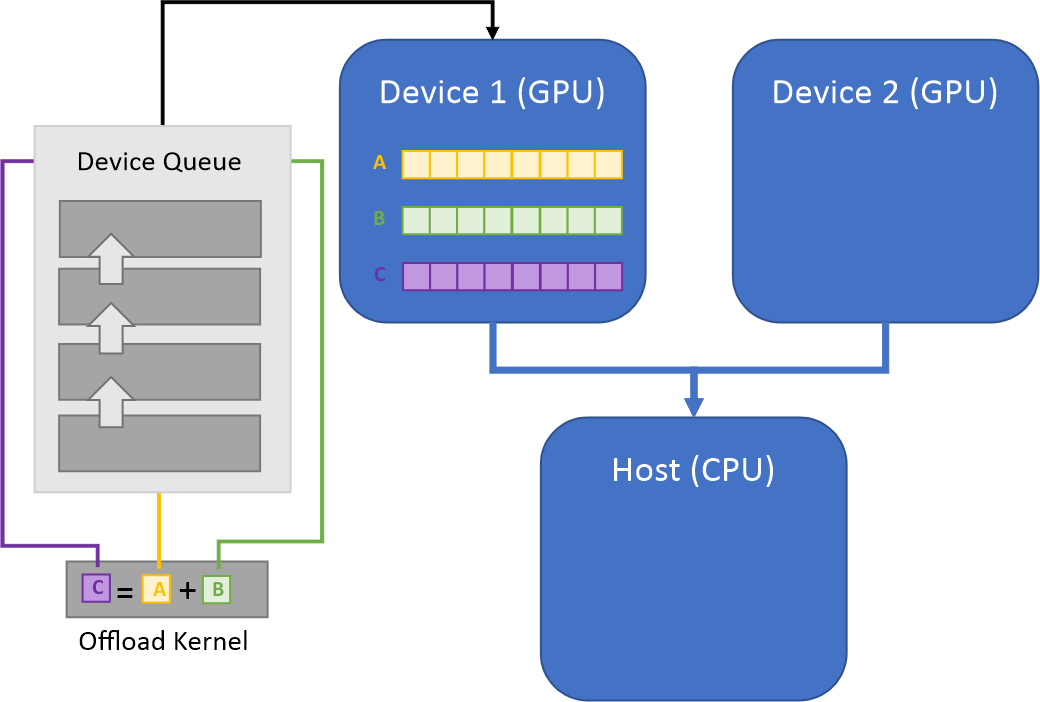 Device 1 (GPU)
Device 2 (GPU)
Device Queue
A
B
C
Host (CPU)
C = A + B
Offload Kernel